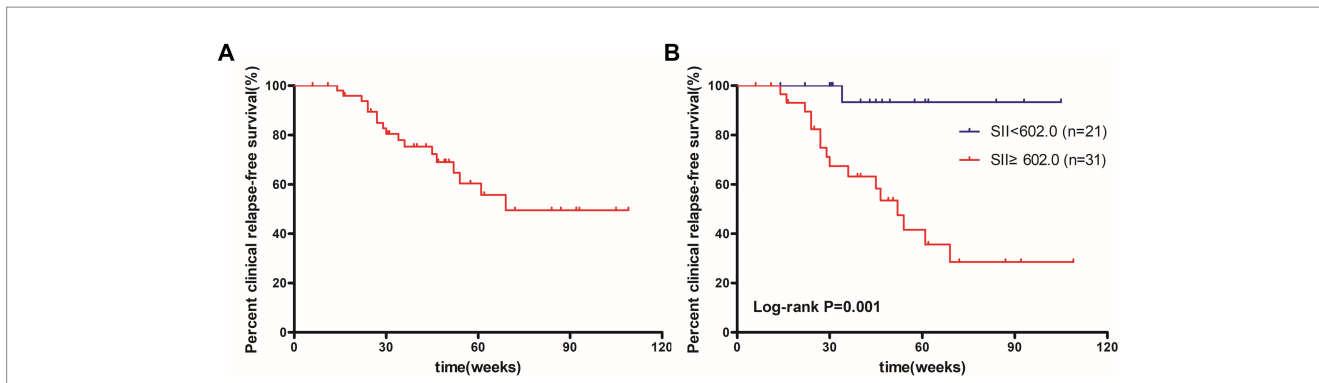 A
B
Percent clinical relapse-free survival(%)
100
80
60
40
20
0
0 30 60 90 120
time(weeks)
Percent clinical relapse-free survival(%)
100
80
60
40
20
0
SII<602.0 (n=21)
SII≥ 602.0 (n=31)
Log-rank P=0.001
0 30 60 90 120
time(weeks)